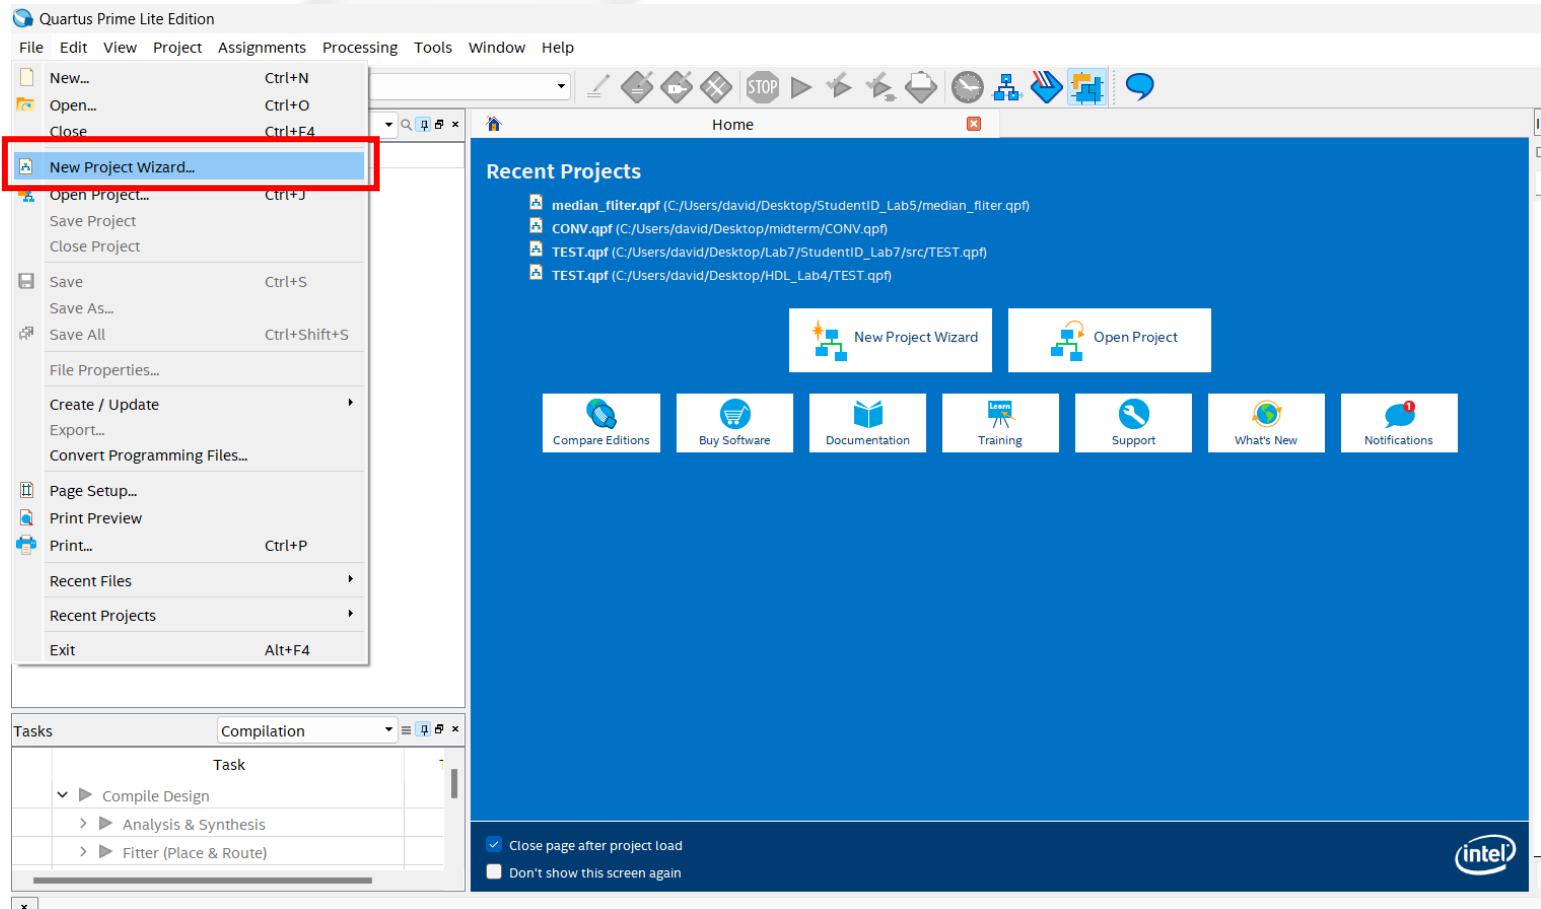 Quartus Prime Lite Edition
File Edit View Project Assignments Processing Tools Window Help
New... Ctrl+N
Open... Ctrl+O
Close Ctrl+F4
New Project Wizard...
Open Project... Ctrl+J
Save Project
Close Project
Save Ctrl+S
Save As...
Save All Ctrl+Shift+S
File Properties...
Create / Update
Export...
Convert Programming Files...
Page Setup...
Print Preview
Print... Ctrl+P
Recent Files
Recent Projects
Exit Alt+F4
STOP
Home
Recent Projects
median_fliter.qpf (C:/Users/david/Desktop/StudentID_Lab5/median_fliter.qpf)
CONV.qpf (C:/Users/david/Desktop/midterm/CONV.qpf)
TEST.qpf (C:/Users/david/Desktop/Lab7/StudentID_Lab7/src/TEST.qpf)
TEST.qpf (C:/Users/david/Desktop/HDL_Lab4/TEST.qpf)
New Project Wizard
Open Project
Compare Editions
Buy Software
Documentation
Learn
Training
Support
What's New
1
Notifications
Tasks Compilation
Task
Compile Design
Analysis & Synthesis
Fitter (Place & Route)
Close page after project load
Don't show this screen again
intel